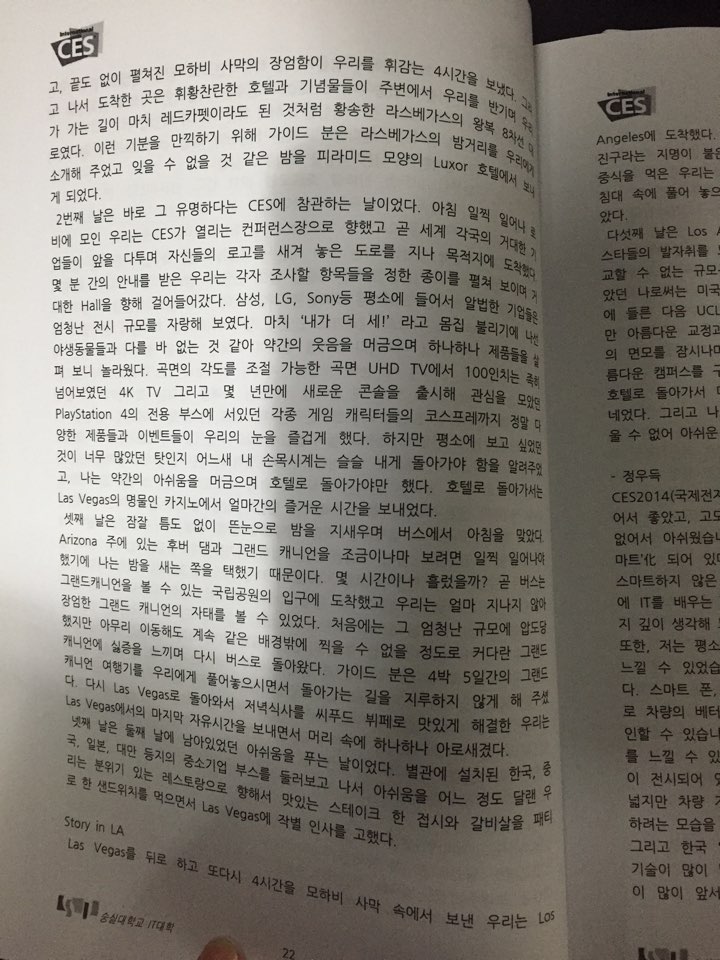 International
CES
고, 끝도 없이 펼쳐진 모하비 사막의 장엄함이 우리를 휘감는 4시간을 보냈다. 그리
고 나서 도착한 곳은 휘황찬란한 호텔과 기념물들이 주변에서 우리를 반기며 우리
가 가는 길이 마치 레드카펫이라도 된 것처럼 황송한 라스베가스의 왕복 8차선 도
로였다. 이런 기분을 만끽하기 위해 가이드 분은 라스베가스의 밤거리를 우리에게
소개해 주었고 잊을 수 없을 것 같은 밤을 피라미드 모양의 Luxor 호텔에서 보내
게 되었다.
2번째 날은 바로 그 유명하다는 CES에 참관하는 날이었다. 아침 일찍 일어나 로
비에 모인 우리는 CES가 열리는 컨퍼런스장으로 향했고 곧 세계 각국의 거대한 기
업들이 앞을 다투며 자신들의 로고를 새겨 놓은 도로를 지나 목적지에 도착했다.
몇 분 간의 안내를 받은 우리는 각자 조사할 항목들을 정한 종이를 펼쳐 보이며 거
대한 Hall을 향해 걸어들어갔다. 삼성, LG, Sony등 평소에 들어서 알법한 기업들은
엄청난 전시 규모를 자랑해 보였다. 마치 ‘내가 더 세!’ 라고 몸집 불리기에 나선
야생동물들과 다를 바 없는 것 같아 약간의 웃음을 머금으며 하나하나 제품들을 살
펴 보니 놀라웠다. 곡면의 각도를 조절 가능한 곡면 UHD TV에서 100인치는 족히
넘어보였던 4K TV 그리고 몇 년만에 새로운 콘솔을 출시해 관심을 모았던
PlayStation 4의 전용 부스에 서있던 각종 게임 캐릭터들의 코스프레까지 정말 다
양한 제품들과 이벤트들이 우리의 눈을 즐겁게 했다. 하지만 평소에 보고 싶었던
것이 너무 많았던 탓인지 어느새 내 손목시계는 슬슬 내게 돌아가야 함을 알려주었
고, 나는 약간의 아쉬움을 머금으며 호텔로 돌아가야만 했다. 호텔로 돌아가서는
Las Vegas의 명물인 카지노에서 얼마간의 즐거운 시간을 보내었다.
셋째 날은 잠잘 틈도 없이 뜬눈으로 밤을 지새우며 버스에서 아침을 맞았다.
Arizona 주에 있는 후버 댐과 그랜드 캐니언을 조금이나마 보려면 일찍 일어나야
했기에 나는 밤을 새는 쪽을 택했기 때문이다. 몇 시간이나 흘렀을까? 곧 버스는
그랜드캐니언을 볼 수 있는 국립공원의 입구에 도착했고 우리는 얼마 지나지 않아
장엄한 그랜드 캐니언의 자태를 볼 수 있었다. 처음에는 그 엄청난 규모에 압도당
했지만 아무리 이동해도 계속 같은 배경밖에 찍을 수 없을 정도로 커다란 그랜드
캐니언에 싫증을 느끼며 다시 버스로 돌아왔다. 가이드 분은 4박 5일간의 그랜드
캐니언 여행기를 우리에게 풀어놓으시면서 돌아가는 길을 지루하지 않게 해 주셨
다. 다시 Las Vegas로 돌아와서 저녁식사를 씨푸드 뷔페로 맛있게 해결한 우리는
Las Vegas에서의 마지막 자유시간을 보내면서 머리 속에 하나하나 아로새겼다.
넷째 날은 둘째 날에 남아있었던 아쉬움을 푸는 날이었다. 별관에 설치된 한국, 중
국, 일본, 대만 등지의 중소기업 부스를 둘러보고 나서 아쉬움을 어느 정도 달랜 우
리는 분위기 있는 레스토랑으로 향해서 맛있는 스테이크 한 접시와 갈비살을 패티
로 한 샌드위치를 먹으면서 Las Vegas에 작별 인사를 고했다.
Story in LA
Las Vegas를 뒤로 하고 또다시 4시간을 모하비 사막 속에서 보낸 우리는 Los
숭실대학교 IT대학
22
International
CES
Angeles에 도착했다.
진구라는 지명이 붙은
중식을 먹은 우리는
침대 속에 풀어 놓으
았다.
다섯째 날은 Los A
스타들의 발자취를
교할 수 없는 규모
았던 나로써는 미국
에 들른 다음 UCL
만 아름다운 교정과
의 면모를 잠시나마
름다운 캠퍼스를
호텔로 돌아가서
네었다. 그리고 나
을 수 없어 아쉬운
- 정우득
CES2014(국제전자
어서 좋았고, 고도
없어서 아쉬웠습니
마트'化 되어 있다
스마트하지 않은
에 IT를 배우는
지 깊이 생각해
또한, 저는 평소
느낄 수 있었습
다. 스마트 폰,
로 차량의 배터
인할 수 있습니
를 느낄 수 있
이 전시되어
넓지만 차량
하려는 모습을
그리고 한국
기술이 많이
이 많이 앞서